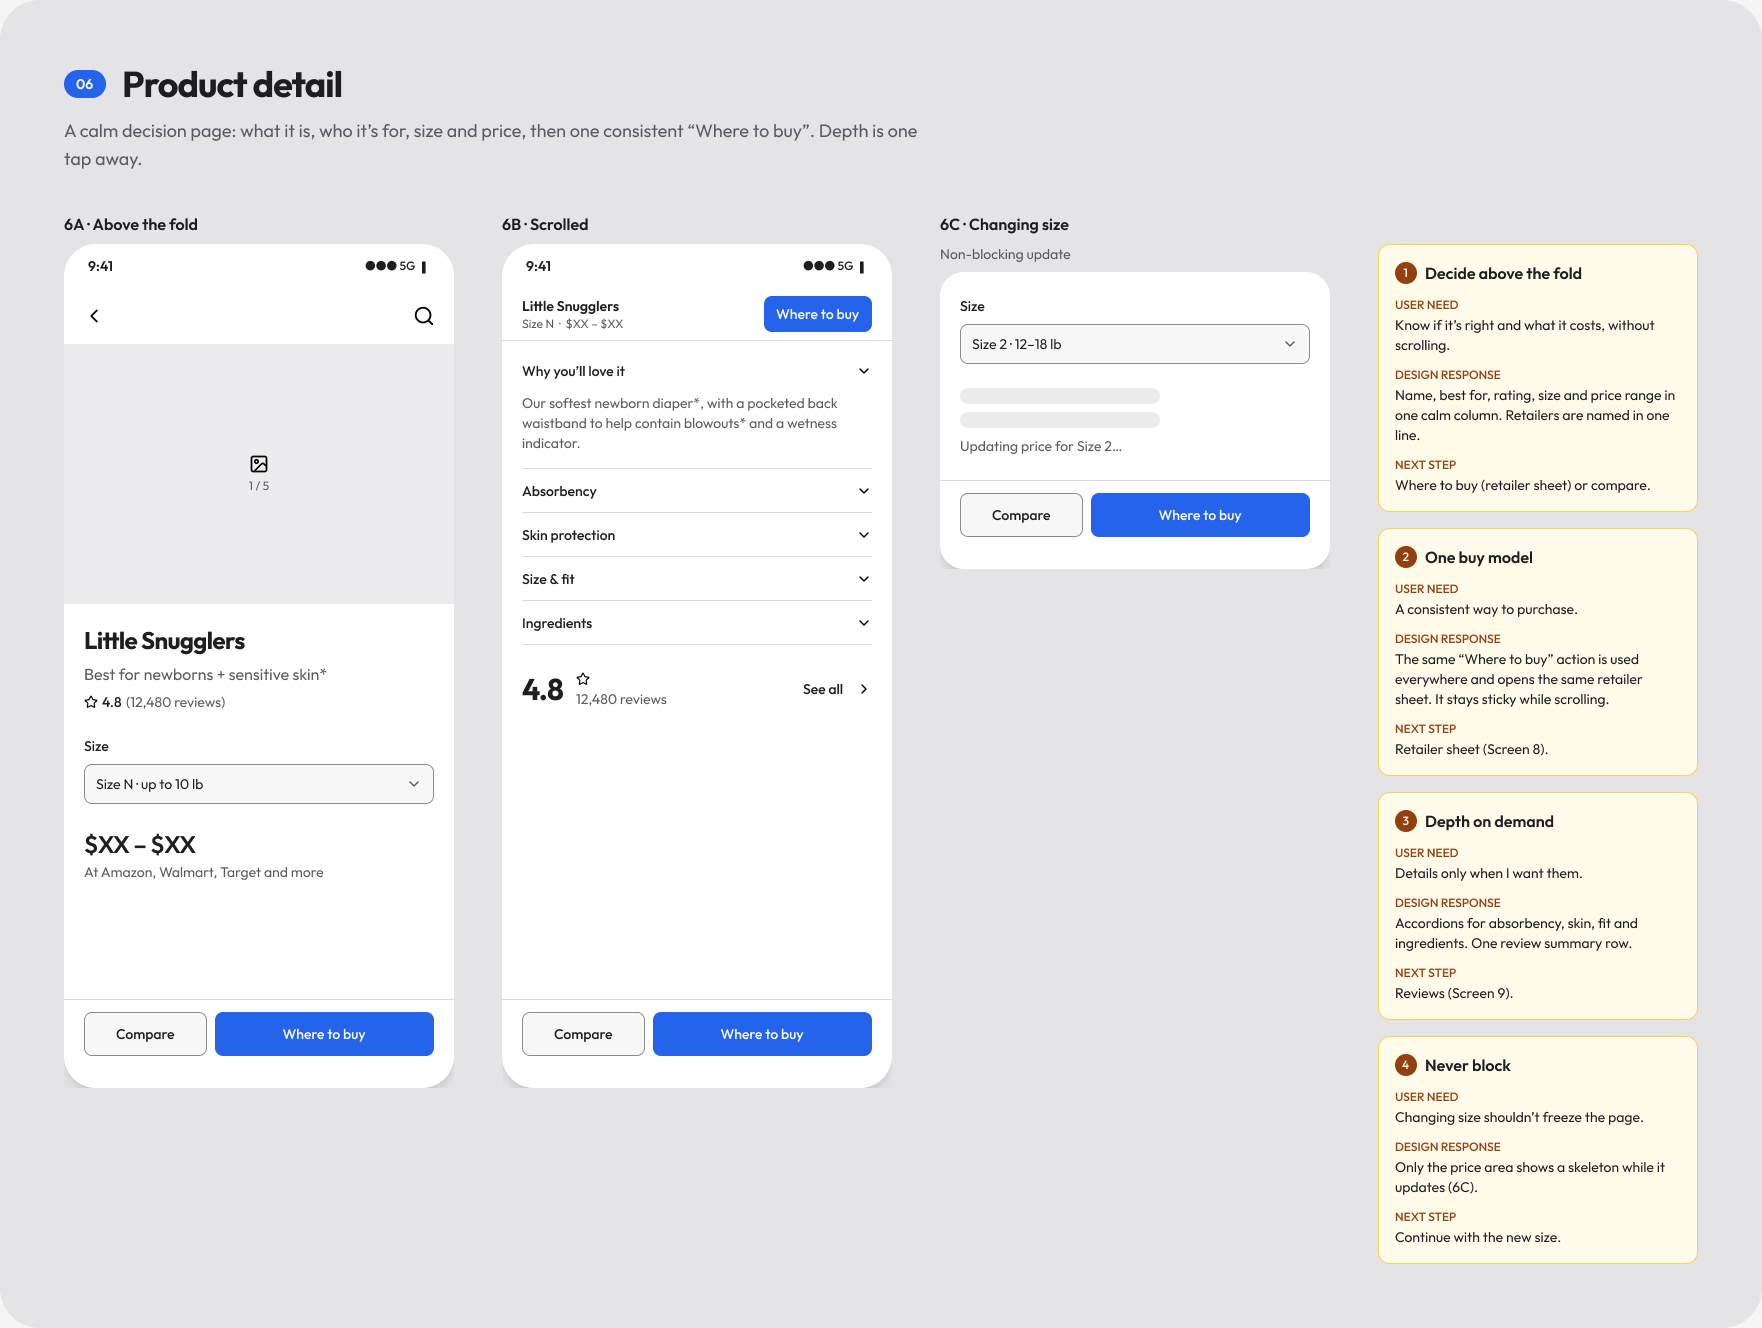 06
Product detail
A calm decision page: what it is, who it’s for, size and price, then one consistent “Where to buy”. Depth is one
tap away.
6A · Above the fold
9:41
5G
1 / 5
Little Snugglers
Best for newborns + sensitive skin*
4.8 (12,480 reviews)
Size
Size N · up to 10 lb
$XX – $XX
At Amazon, Walmart, Target and more
Compare
Where to buy
6B · Scrolled
9:41
5G
Little Snugglers
Size N · $XX – $XX
Where to buy
Why you’ll love it
Our softest newborn diaper*, with a pocketed back
waistband to help contain blowouts* and a wetness
indicator.
Absorbency
Skin protection
Size & fit
Ingredients
4.8
12,480 reviews
See all
Compare
Where to buy
6C · Changing size
Non-blocking update
Size
Size 2 · 12–18 lb
Updating price for Size 2…
Compare
Where to buy
1
Decide above the fold
USER NEED
Know if it’s right and what it costs, without
scrolling.
DESIGN RESPONSE
Name, best for, rating, size and price range in
one calm column. Retailers are named in one
line.
NEXT STEP
Where to buy (retailer sheet) or compare.
2
One buy model
USER NEED
A consistent way to purchase.
DESIGN RESPONSE
The same “Where to buy” action is used
everywhere and opens the same retailer
sheet. It stays sticky while scrolling.
NEXT STEP
Retailer sheet (Screen 8).
3
Depth on demand
USER NEED
Details only when I want them.
DESIGN RESPONSE
Accordions for absorbency, skin, fit and
ingredients. One review summary row.
NEXT STEP
Reviews (Screen 9).
4
Never block
USER NEED
Changing size shouldn’t freeze the page.
DESIGN RESPONSE
Only the price area shows a skeleton while it
updates (6C).
NEXT STEP
Continue with the new size.